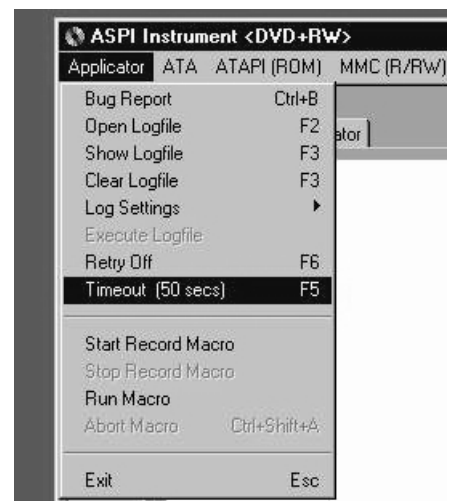 ASPI Instrument <DVD+RW>
Applicator ATA ATAPI (ROM) MMC (R/RW)
Bug Report Ctrl+B
Open Logfile F2
ator
Show Logfile F3
Clear Logfile F3
Log Settings
Execute Logfile
Retry Off F6
Timeout (50 secs) F5
Start Record Macro
Stop Record Macro
Run Macro
Abort Macro Ctrl+Shift+A
Exit Esc